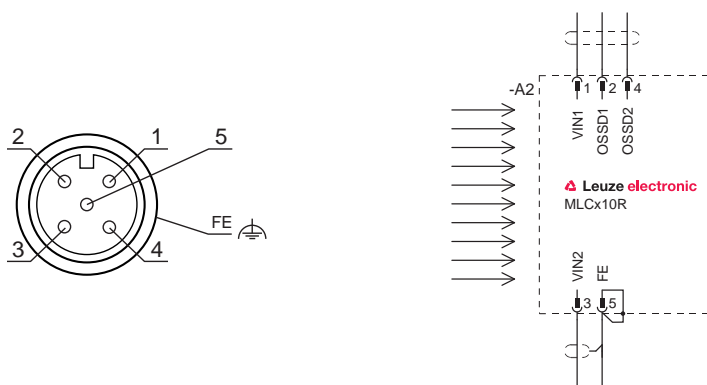 2
1
5
FE
3
4
-A2
1
2
4
VIN1
OSSD1
OSSD2
Leuze electronic
MLCx10R
VIN2
FE
3
5